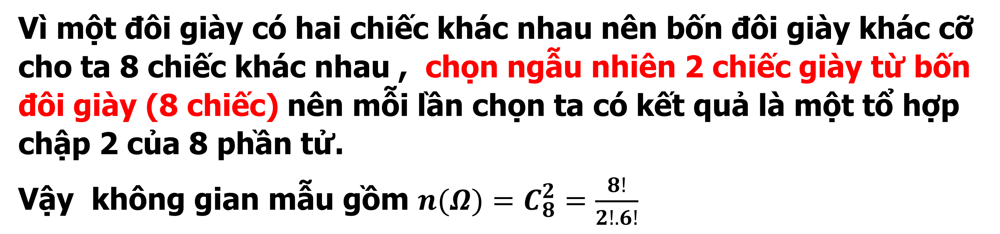 Vì một đôi giày có hai chiếc khác nhau nên bốn đôi giày khác cỡ
cho ta 8 chiếc khác nhau , chọn ngẫu nhiên 2 chiếc giày từ bốn
đôi giày (8 chiếc) nên mỗi lần chọn ta có kết quả là một tổ hợp
chập 2 của 8 phần tử.
Vậy không gian mẫu gồm $n(\Omega) = C_8^2 = \frac{8!}{2!.6!}$